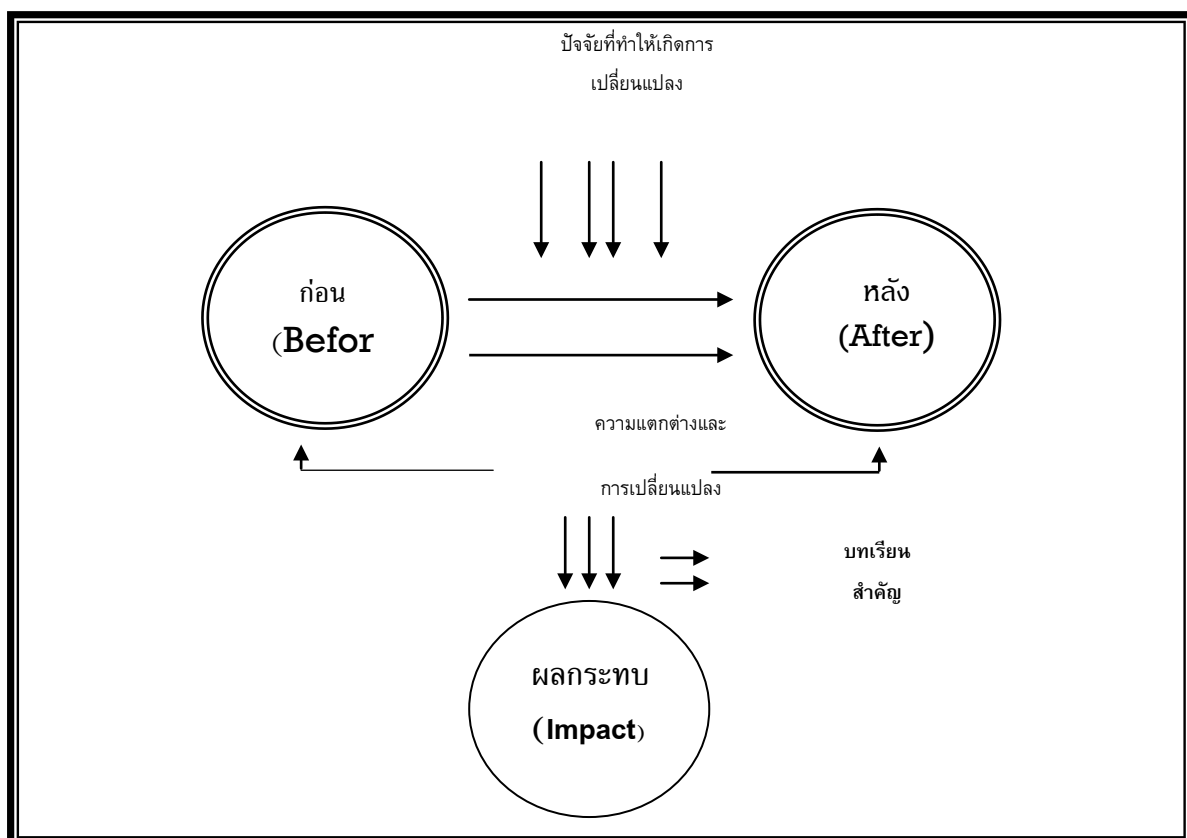 ปัจจัยที่ทำให้เกิดการ
เปลี่ยนแปลง
ก่อน
(Befor
หลัง
(After)
ความแตกต่างและ
การเปลี่ยนแปลง
บทเรียน
สำคัญ
ผลกระทบ
(Impact)